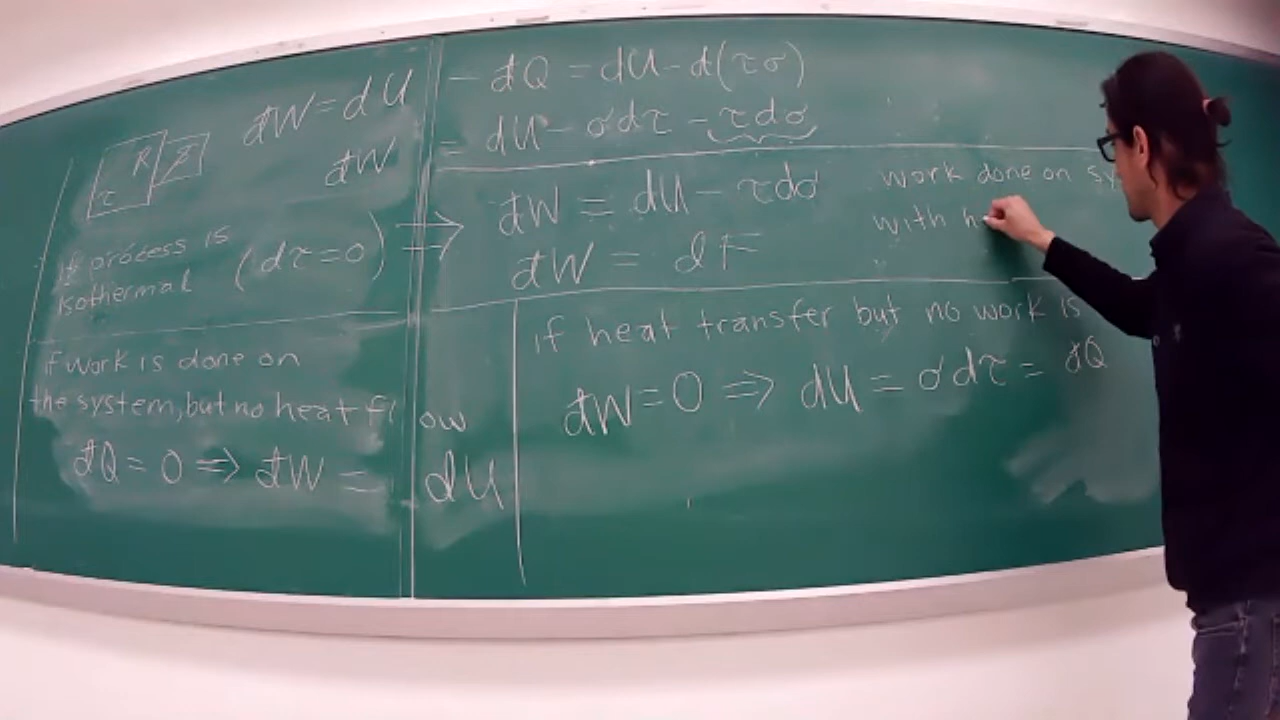 đW = dU - đQ = dU - d(τσ)
đW = dU - σdτ - τdσ
R
τ
if process is
isothermal (dτ=0) ⇒ đW = dU - τdσ
đW = dF
work done on sy
with h
if work is done on
the system, but no heat flow
đQ = 0 ⇒ đW = dU
if heat transfer but no work is
đW = 0 ⇒ dU = σdτ = đQ